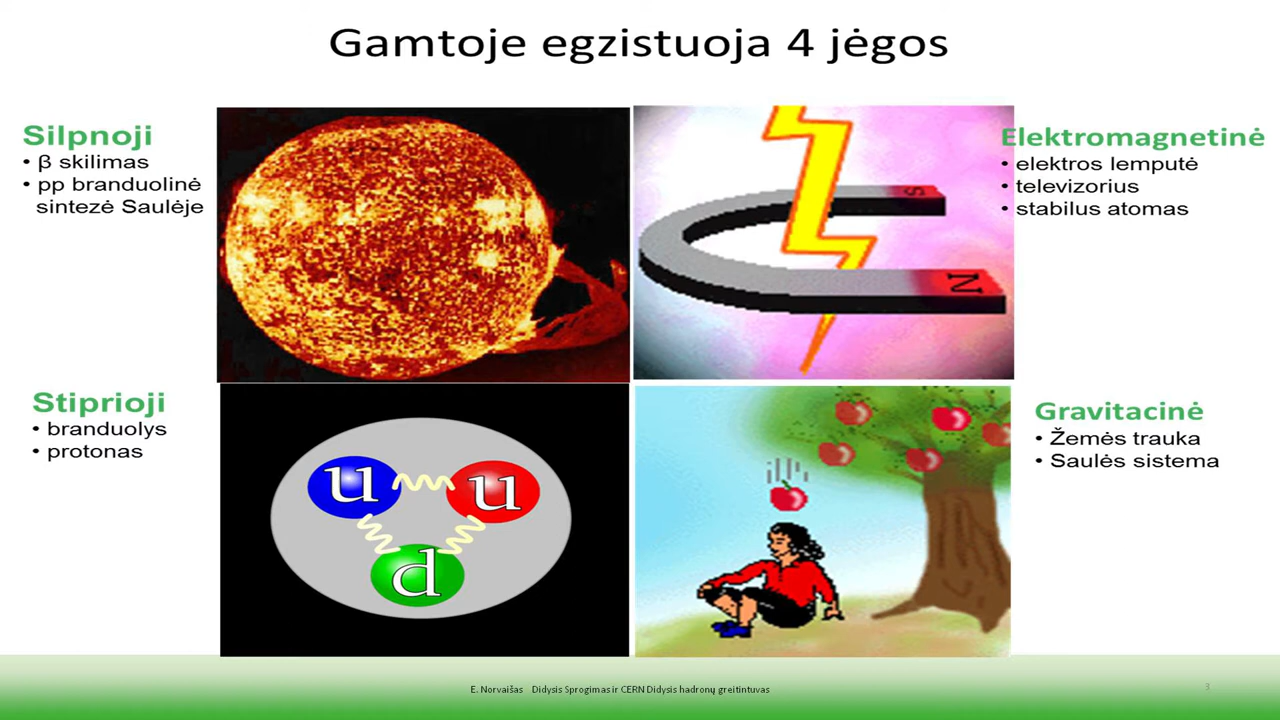 Gamtoje egzistuoja 4 jėgos
Silpnoji
• β skilimas
• pp branduolinė
sintezė Saulėje
Elektromagnetinė
• elektros lemputė
• televizorius
• stabilus atomas
S
N
Stiprioji
• branduolys
• protonas
u
u
d
Gravitacinė
• Žemės trauka
• Saulės sistema
E. Norvaišas Didysis Sprogimas ir CERN Didysis hadronų greitintuvas
3